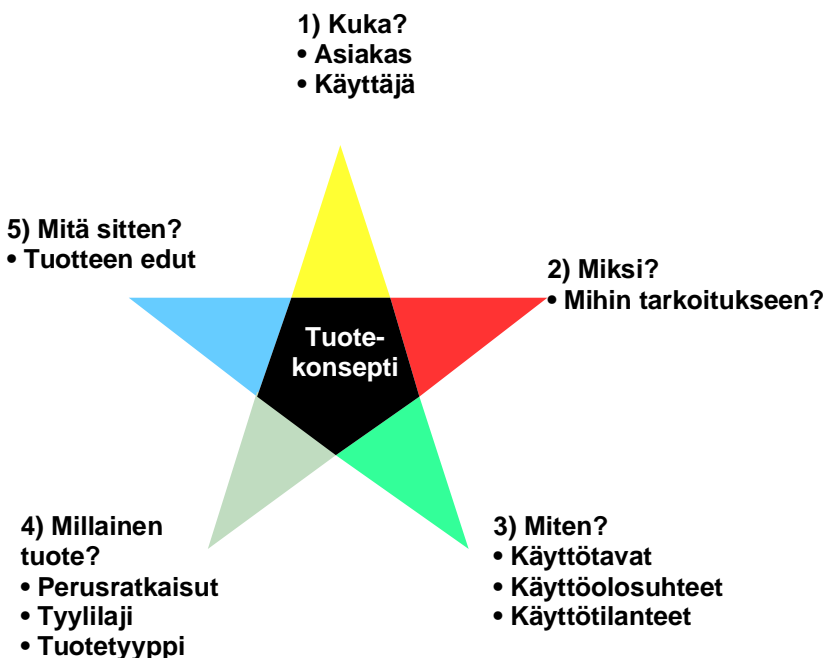 1) Kuka?
• Asiakas
• Käyttäjä
5) Mitä sitten?
• Tuotteen edut
2) Miksi?
• Mihin tarkoitukseen?
Tuote-
konsepti
4) Millainen
tuote?
• Perusratkaisut
• Tyylilaji
• Tuotetyyppi
3) Miten?
• Käyttötavat
• Käyttöolosuhteet
• Käyttötilanteet